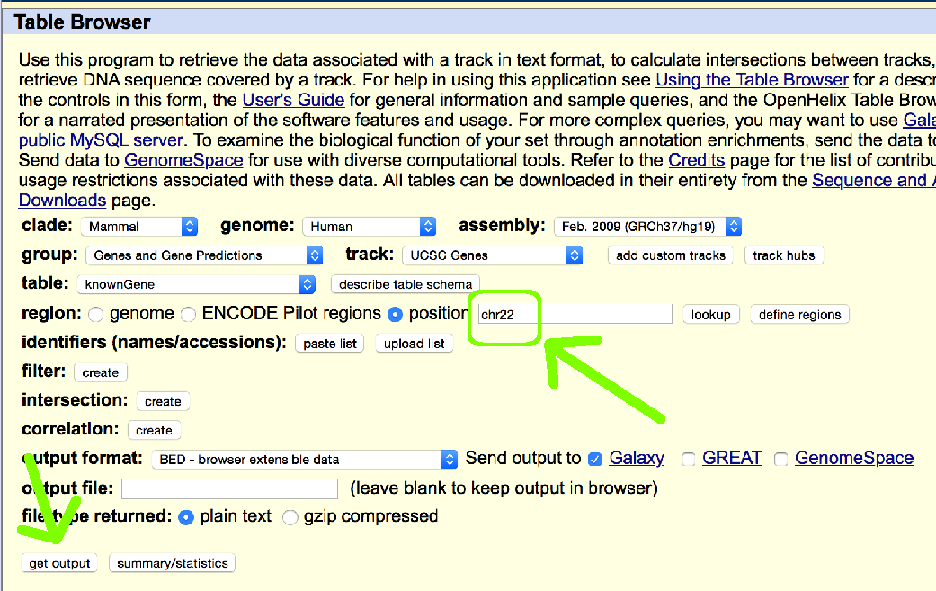 Table Browser
Use this program to retrieve the data associated with a track in text format, to calculate intersections between tracks,
retrieve DNA sequence covered by a track. For help in using this application see Using the Table Browser for a descr
the controls in this form, the User's Guide for general information and sample queries, and the OpenHelix Table Brow
for a narrated presentation of the software features and usage. For more complex queries, you may want to use Gala
public MySQL server. To examine the biological function of your set through annotation enrichments, send the data to
Send data to GenomeSpace for use with diverse computational tools. Refer to the Credits page for the list of contribu
usage restrictions associated with these data. All tables can be downloaded in their entirety from the Sequence and A
Downloads page.
clade: Mammal genome: Human assembly: Feb. 2009 (GRCh37/hg19)
group: Genes and Gene Predictions track: UCSC Genes add custom tracks track hubs
table: knownGene describe table schema
region: genome ENCODE Pilot regions position chr22 lookup define regions
identifiers (names/accessions): paste list upload list
filter: create
intersection: create
correlation: create
output format: BED - browser extensible data Send output to Galaxy GREAT GenomeSpace
output file: (leave blank to keep output in browser)
file type returned: plain text gzip compressed
get output summary/statistics